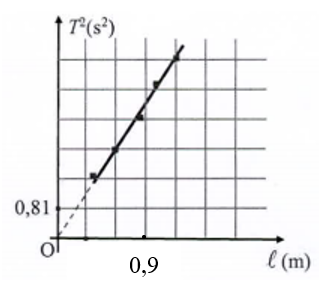 T²(s²)
0,81
O
0,9
ℓ (m)